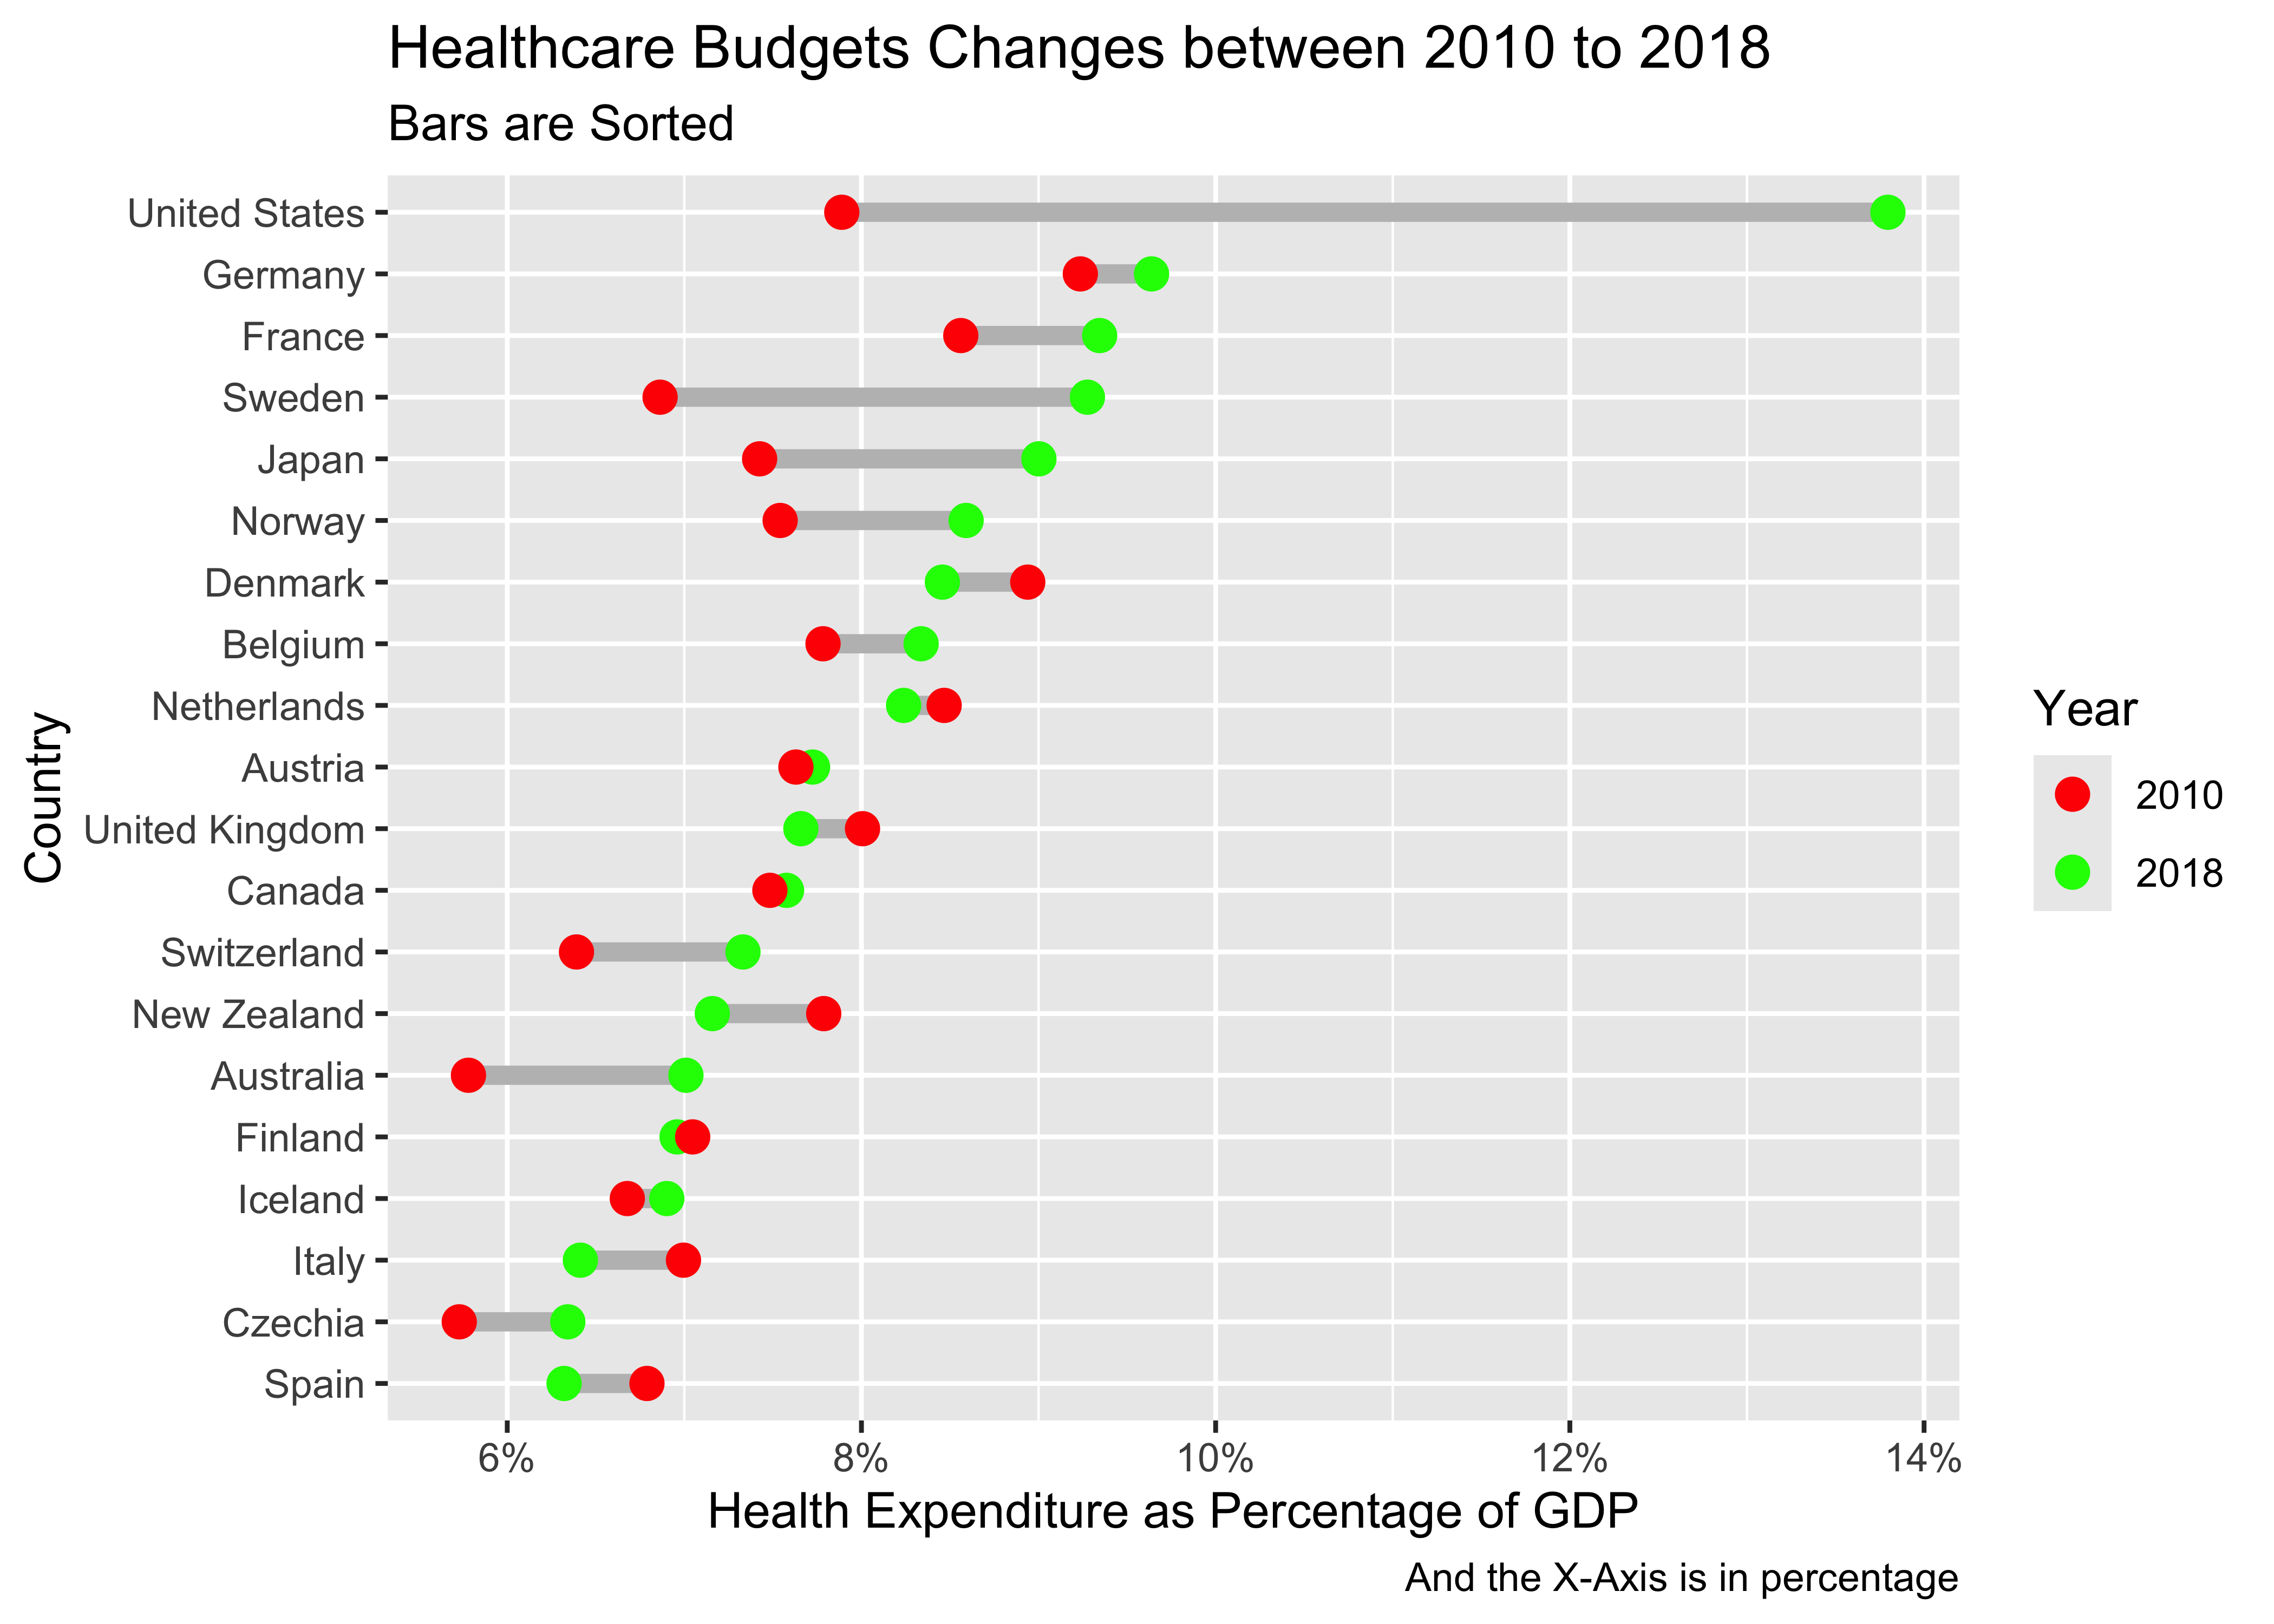 Healthcare Budgets Changes between 2010 to 2018
Bars are Sorted
United States
Germany
France
Sweden
Japan
Norway
Denmark
Belgium
Netherlands
Austria
United Kingdom
Canada
Switzerland
New Zealand
Australia
Finland
Iceland
Italy
Czechia
Spain
Country
6% 8% 10% 12% 14%
Health Expenditure as Percentage of GDP
And the X-Axis is in percentage
Year
2010
2018